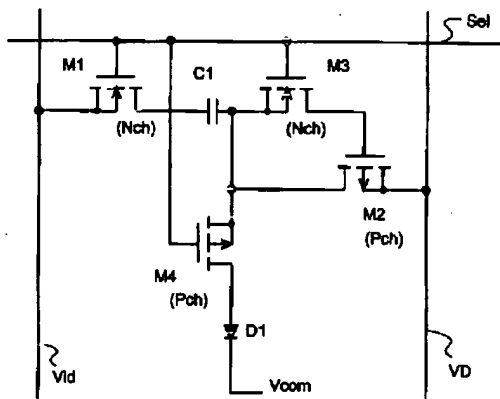 Sel
M1
C1
M3
(Nch)
(Nch)
M2
(Pch)
M4
(Pch)
D1
Vcom
Vid
VD